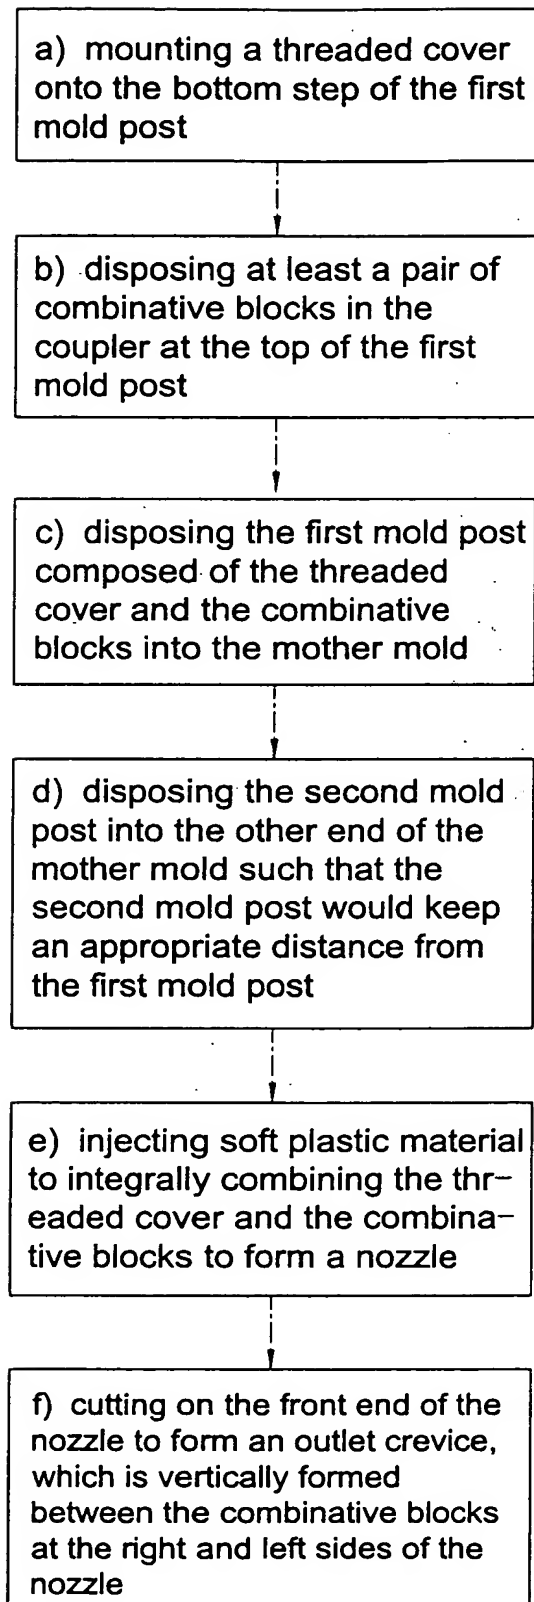 a) mounting a threaded cover
onto the bottom step of the first
mold post
b) disposing at least a pair of
combinative blocks in the
coupler at the top of the first
mold post
c) disposing the first mold post
composed of the threaded
cover and the combinative
blocks into the mother mold
d) disposing the second mold
post into the other end of the
mother mold such that the
second mold post would keep
an appropriate distance from
the first mold post
e) injecting soft plastic material
to integrally combining the thr-
eaded cover and the combina-
tive blocks to form a nozzle
f) cutting on the front end of the
nozzle to form an outlet crevice,
which is vertically formed
between the combinative blocks
at the right and left sides of the
nozzle